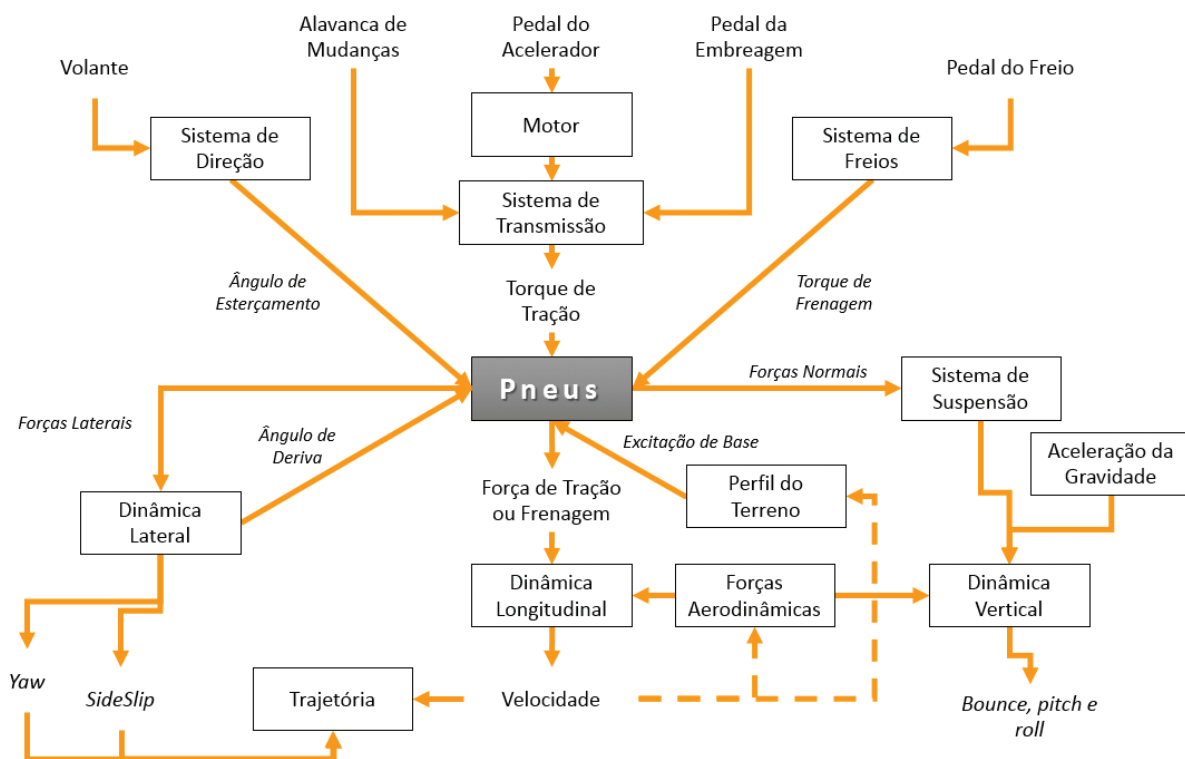 Alavanca de
Mudanças
Pedal do
Acelerador
Pedal da
Embreagem
Volante
Pedal do Freio
Sistema de
Direção
Motor
Sistema de
Freios
Sistema de
Transmissão
Ângulo de
Esterçamento
Torque de
Tração
Torque de
Frenagem
Pneus
Forças Normais
Sistema de
Suspensão
Forças Laterais
Ângulo de
Deriva
Excitação de Base
Aceleração da
Gravidade
Força de Tração
ou Frenagem
Perfil do
Terreno
Dinâmica
Lateral
Dinâmica
Longitudinal
Forças
Aerodinâmicas
Dinâmica
Vertical
Yaw
SideSlip
Trajetória
Velocidade
Bounce, pitch e
roll